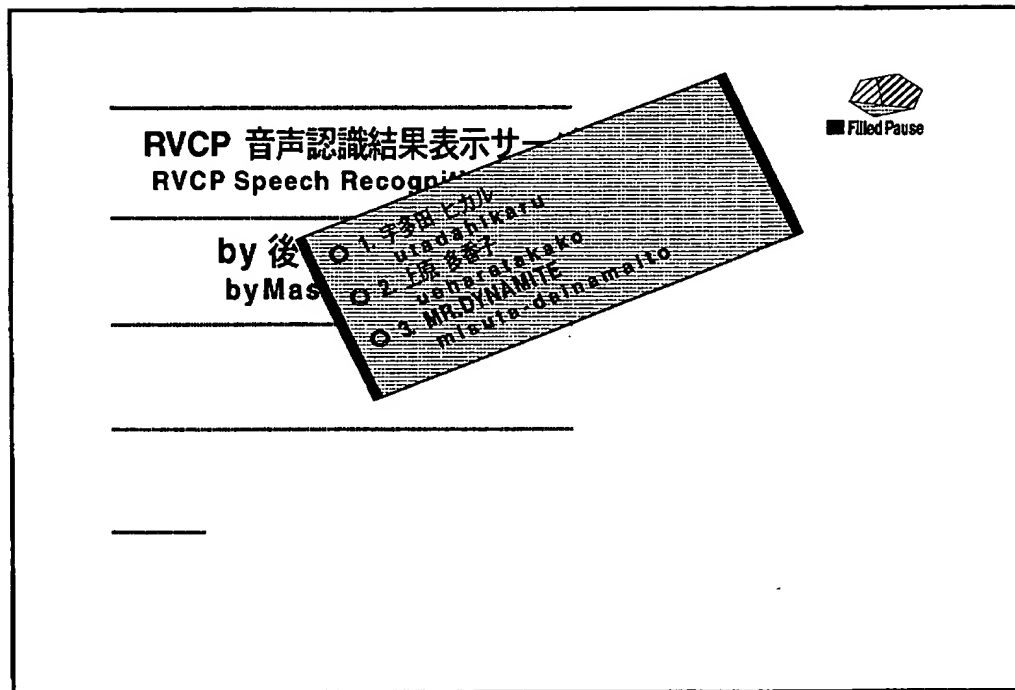 RVCP 音声認識結果表示サー
RVCP Speech Recogni
by 後
by Mas
1. 宇多田 ヒカル
utadahikaru
2. 上原 多香子
ueharatakako
3. MR.DYNAMITE
misuta-dainamaito
Filled Pause